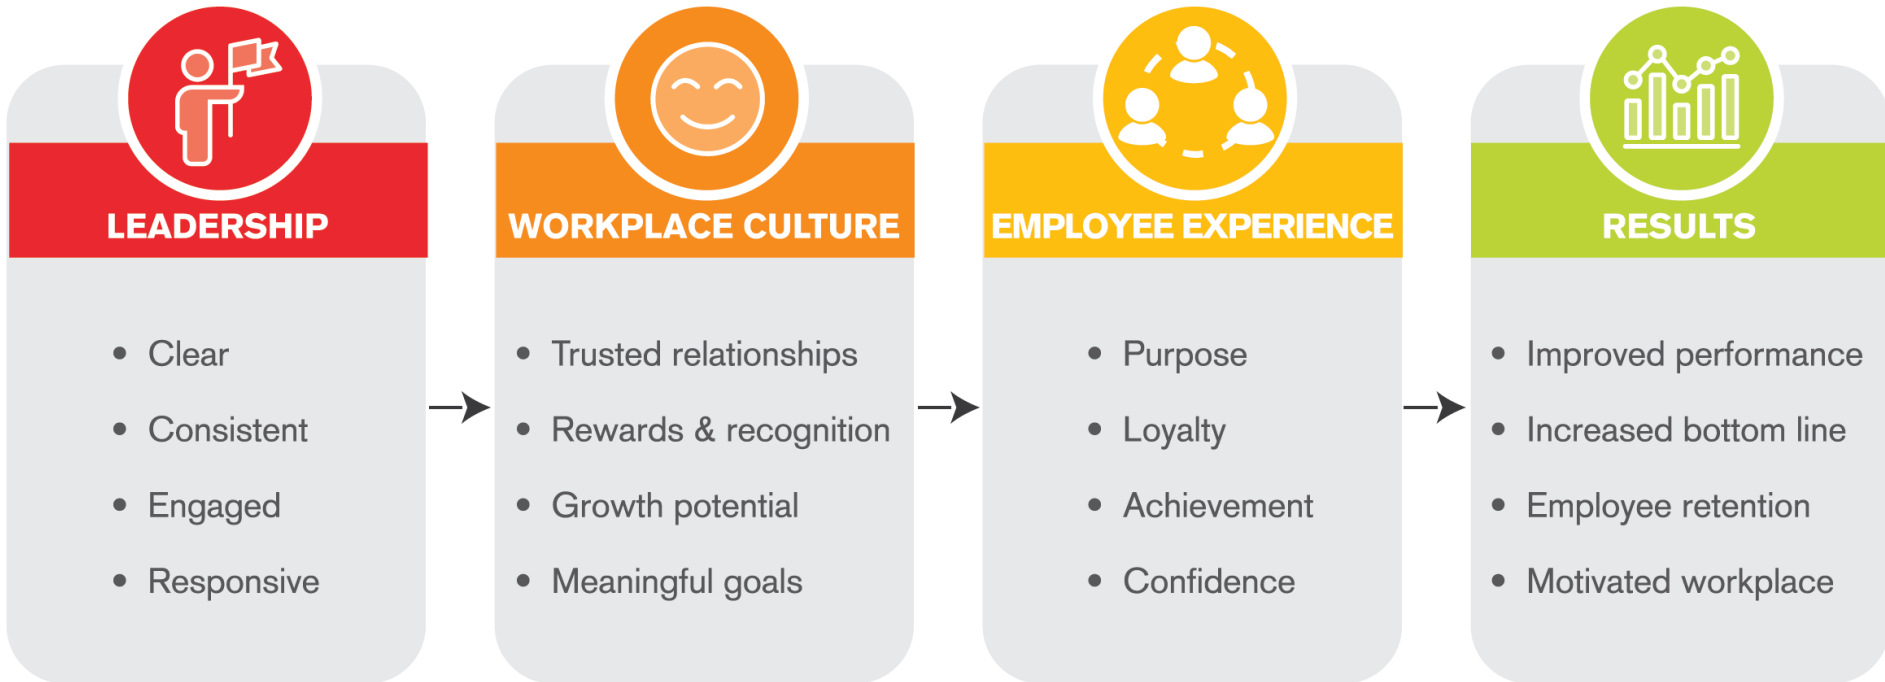 LEADERSHIP
• Clear
• Consistent
• Engaged
• Responsive
WORKPLACE CULTURE
• Trusted relationships
• Rewards & recognition
• Growth potential
• Meaningful goals
EMPLOYEE EXPERIENCE
• Purpose
• Loyalty
• Achievement
• Confidence
RESULTS
• Improved performance
• Increased bottom line
• Employee retention
• Motivated workplace